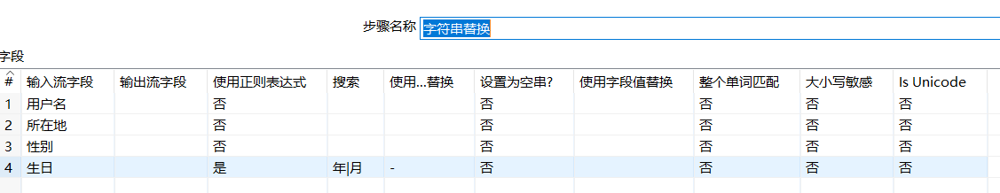 步骤名称 字符串替换
字段
# 输入流字段 输出流字段 使用正则表达式 搜索 使用...替换 设置为空串? 使用字段值替换 整个单词匹配 大小写敏感 Is Unicode
1 用户名 否 否 否 否 否
2 所在地 否 否 否 否 否
3 性别 否 否 否 否 否
4 生日 是 年|月 - 否 否 否 否